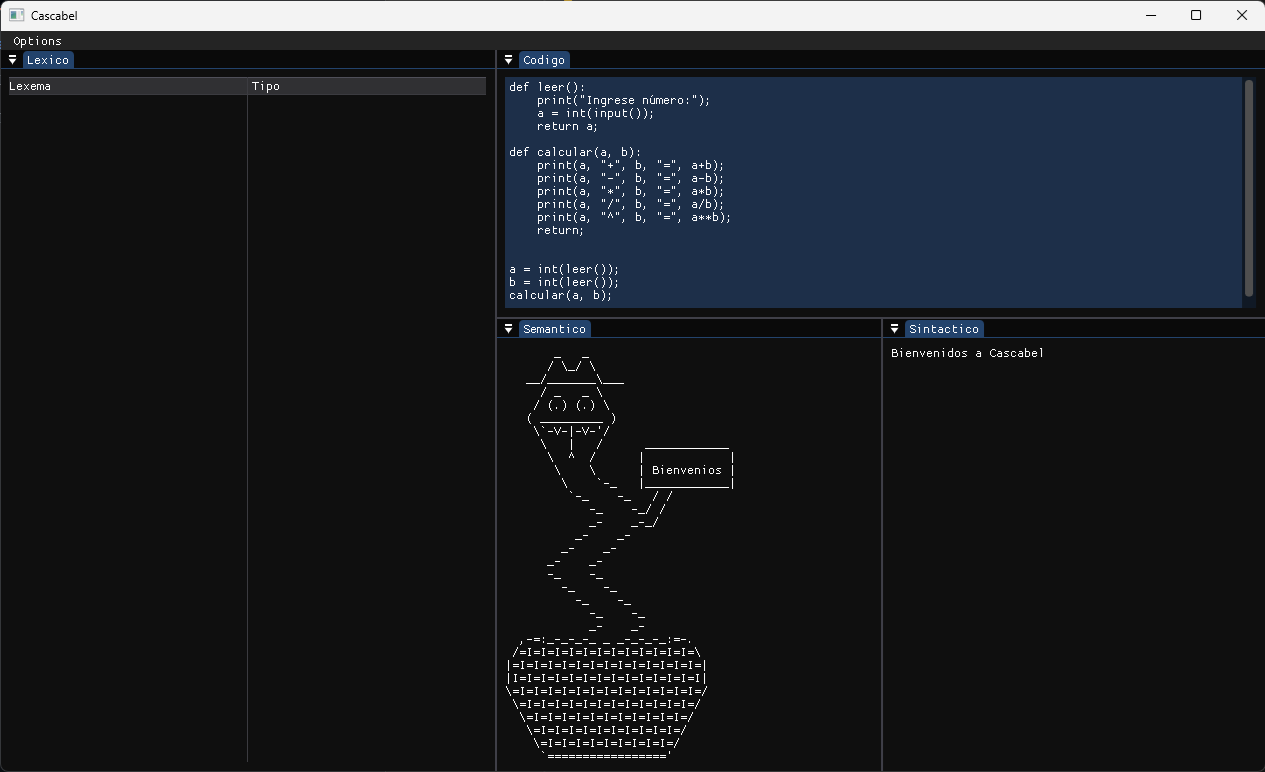 Cascabel
Options
Lexico
Lexema Tipo
Codigo
def leer():
    print("Ingrese número:");
    a = int(input());
    return a;

def calcular(a, b):
    print(a, "+", b, "=", a+b);
    print(a, "-", b, "=", a-b);
    print(a, "*", b, "=", a*b);
    print(a, "/", b, "=", a/b);
    print(a, "^", b, "=", a**b);
    return;


a = int(leer());
b = int(leer());
calcular(a, b);
Semantico
Bienvenios
Sintactico
Bienvenidos a Cascabel